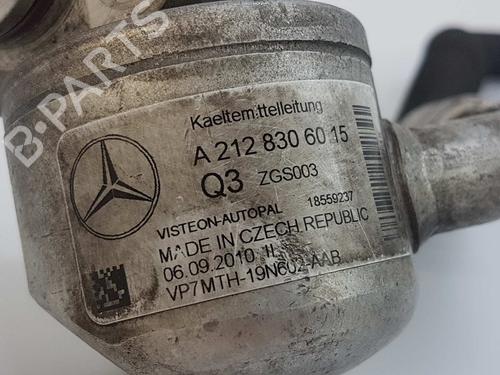 B-PARTS
Kaeltemittelleitung
A 212 830 60 15
Q3 ZGS003
18559237
VISTEON-AUTOPAL
MADE IN CZECH REPUBLIC
06.09.2010
VP7MTH-19N602-AAB